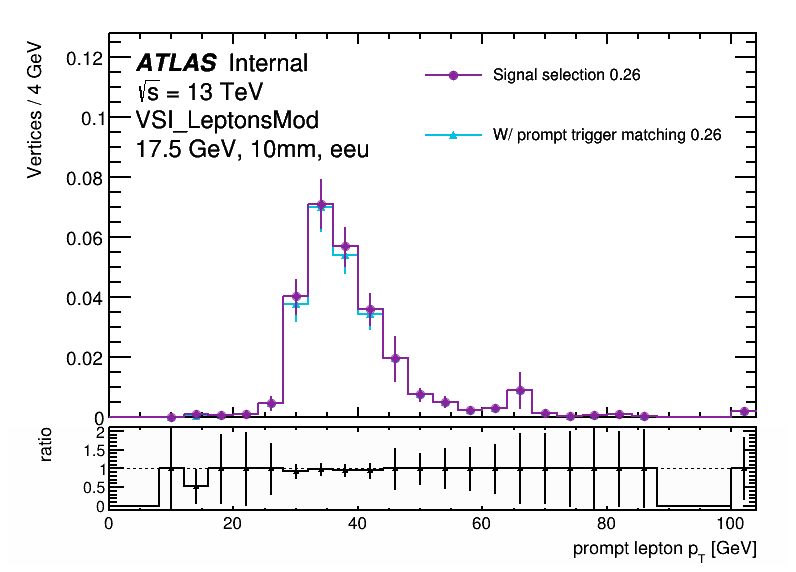 ATLAS Internal
√s = 13 TeV
VSI_LeptonsMod
17.5 GeV, 10mm, eeu
Signal selection 0.26
W/ prompt trigger matching 0.26
Vertices / 4 GeV
0.12
0.1
0.08
0.06
0.04
0.02
0
ratio
2
1.5
1
0.5
0
0 20 40 60 80 100
prompt lepton p_T [GeV]